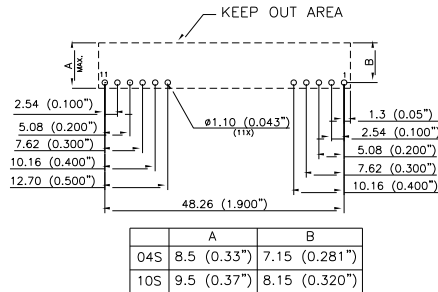 KEEP OUT AREA
A
MAX.
B
11
1
2.54 (0.100”)
5.08 (0.200”)
7.62 (0.300”)
10.16 (0.400”)
12.70 (0.500”)
ø1.10 (0.043”)
(11X)
1.3 (0.05”)
2.54 (0.100”)
5.08 (0.200”)
7.62 (0.300”)
10.16 (0.400”)
48.26 (1.900”)
A B
04S 8.5 (0.33”) 7.15 (0.281”)
10S 9.5 (0.37”) 8.15 (0.320”)